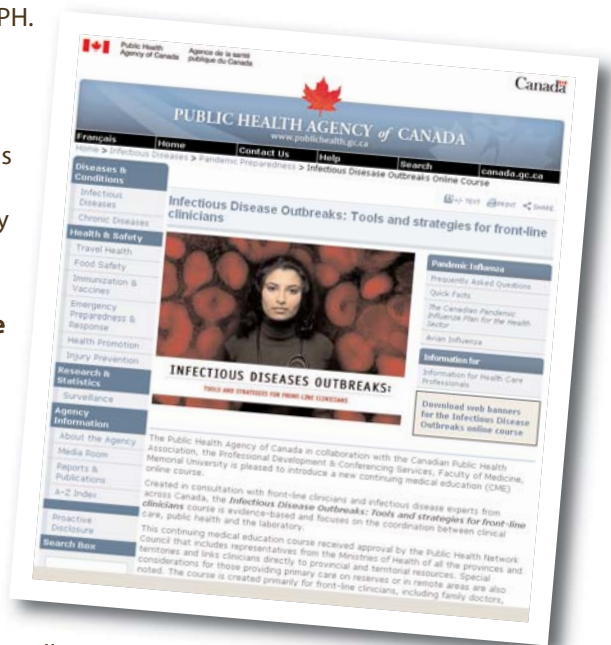 PH.
s
y
e
Public Health
Agency of Canada
Agence de la santé
publique du Canada
Canada
PUBLIC HEALTH AGENCY of CANADA
www.publichealth.gc.ca
Français Home Contact Us Help Search canada.gc.ca
Home > Infectious Diseases > Pandemic Preparedness > Infectious Disesase Outbreaks Online Course
+/- TEXT PRINT SHARE
Diseases &
Conditions
Infectious
Diseases
Chronic Diseases
Health & Safety
Travel Health
Food Safety
Immunization &
Vaccines
Emergency
Preparedness &
Response
Health Promotion
Injury Prevention
Research &
Statistics
Surveillance
Agency
Information
About the Agency
Media Room
Reports &
Publications
A-Z Index
Proactive
Disclosure
Search Box
Infectious Disease Outbreaks: Tools and strategies for front-line
clinicians
INFECTIOUS DISEASES OUTBREAKS:
TOOLS AND STRATEGIES FOR FRONT-LINE CLINICIANS
Pandemic Influenza
Frequently Asked Questions
Quick Facts
The Canadian Pandemic
Influenza Plan for the Health
Sector
Avian Influenza
Information for
Information for Health Care
Professionals
Download web banners
for the Infectious Disease
Outbreaks online course
The Public Health Agency of Canada in collaboration with the Canadian Public Health
Association, the Professional Development & Conferencing Services, Faculty of Medicine,
Memorial University is pleased to introduce a new continuing medical education (CME)
online course.
Created in consultation with front-line clinicians and infectious disease experts from
across Canada, the Infectious Disease Outbreaks: Tools and strategies for front-line
clinicians course is evidence-based and focuses on the coordination between clinical
care, public health and the laboratory.
This continuing medical education course received approval by the Public Health Network
Council that includes representatives from the Ministries of Health of all the provinces and
territories and links clinicians directly to provincial and territorial resources. Special
considerations for those providing primary care on reserves or in remote areas are also
noted. The course is created primarily for front-line clinicians, including family doctors,